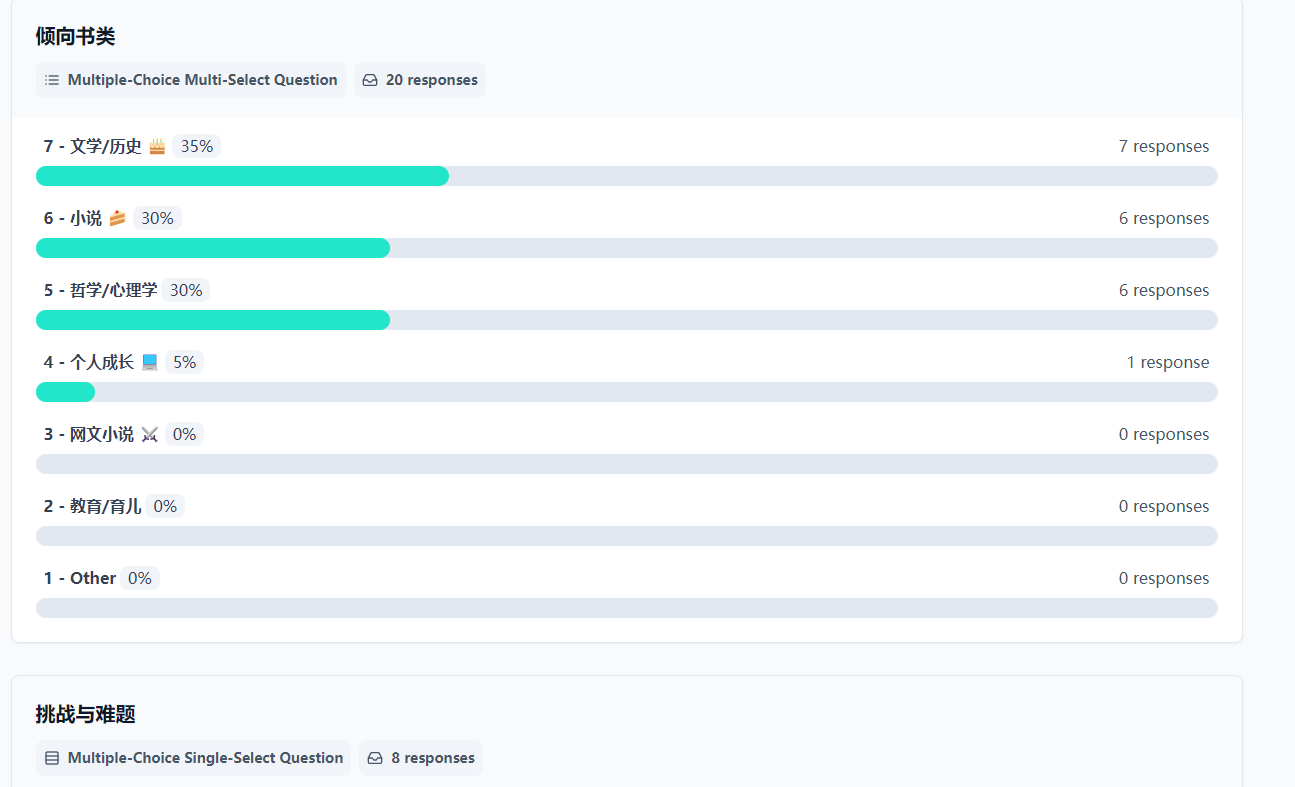 倾向书类
Multiple-Choice Multi-Select Question 20 responses
7 - 文学/历史 🎂 35% 7 responses
6 - 小说 🍰 30% 6 responses
5 - 哲学/心理学 30% 6 responses
4 - 个人成长 💻 5% 1 response
3 - 网文小说 ⚔️ 0% 0 responses
2 - 教育/育儿 0% 0 responses
1 - Other 0% 0 responses
挑战与难题
Multiple-Choice Single-Select Question 8 responses